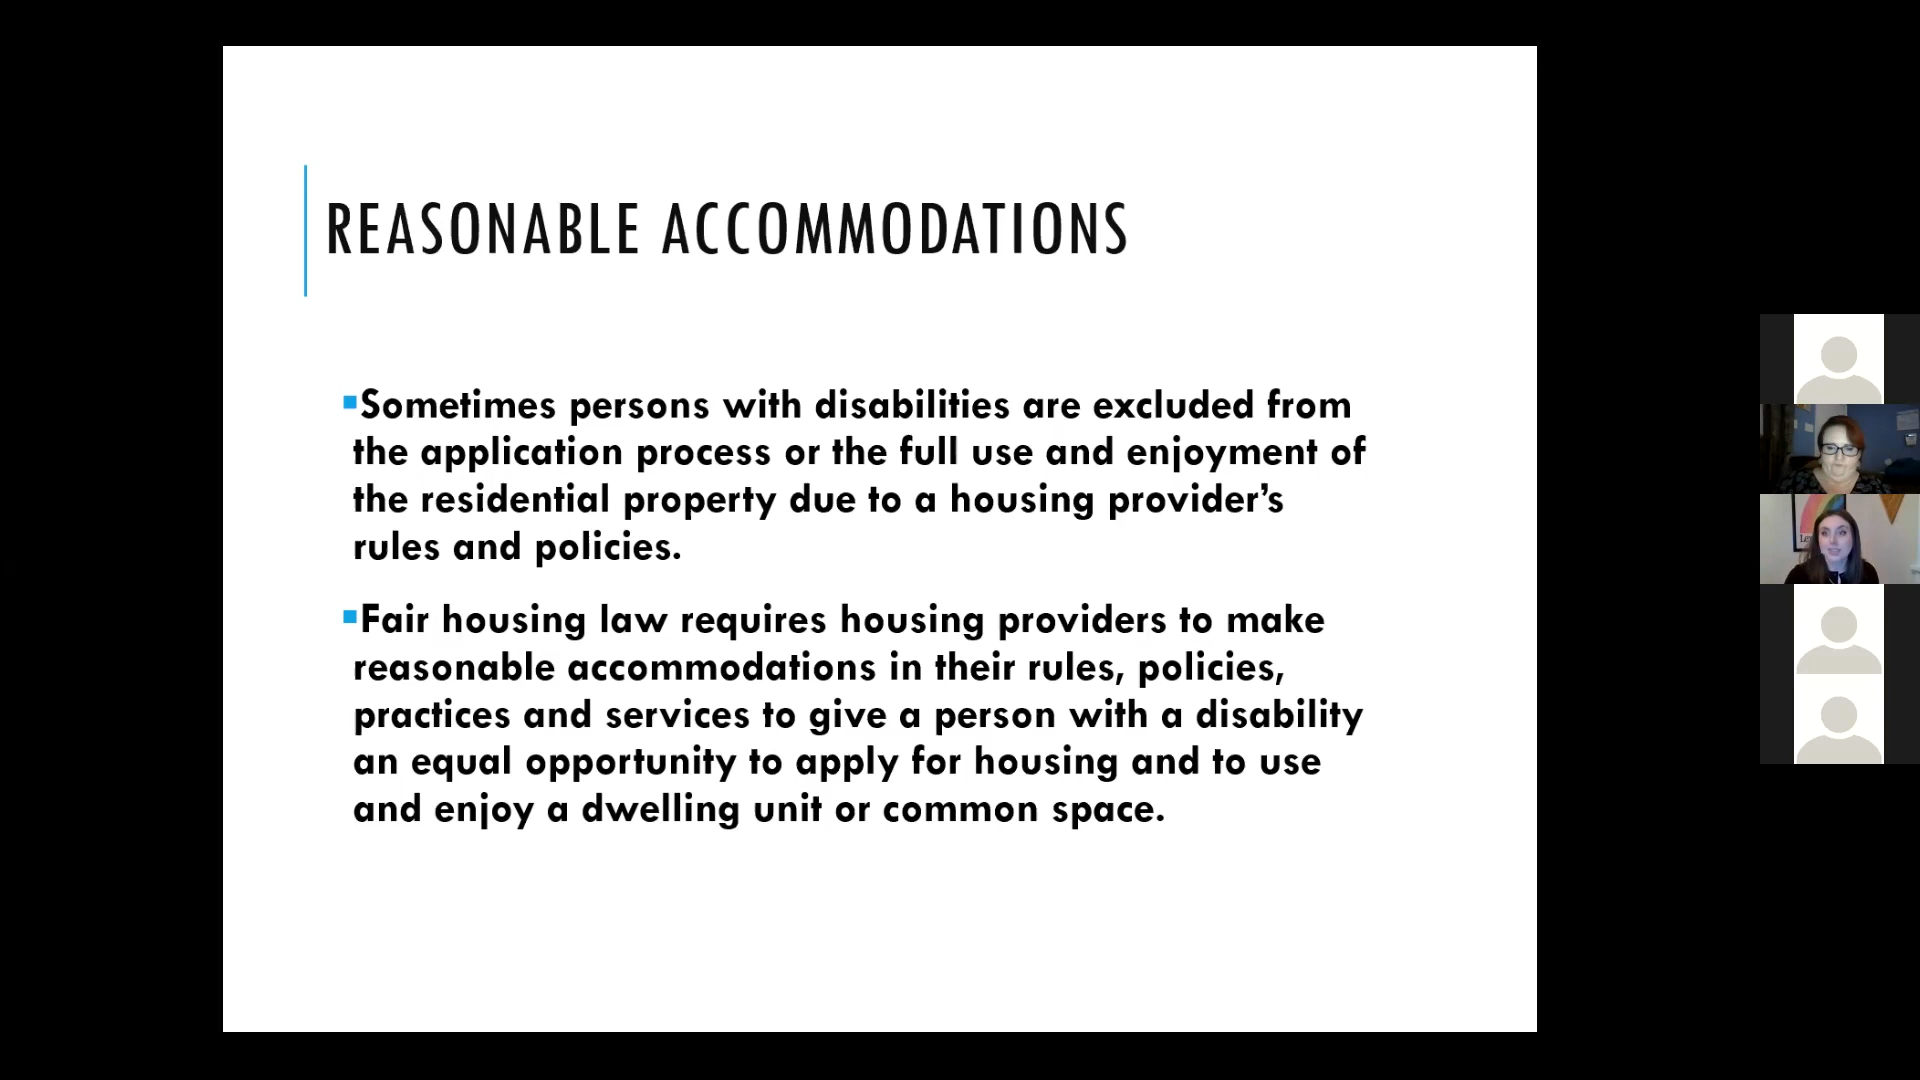 REASONABLE ACCOMMODATIONS
▪Sometimes persons with disabilities are excluded from
the application process or the full use and enjoyment of
the residential property due to a housing provider’s
rules and policies.
▪Fair housing law requires housing providers to make
reasonable accommodations in their rules, policies,
practices and services to give a person with a disability
an equal opportunity to apply for housing and to use
and enjoy a dwelling unit or common space.